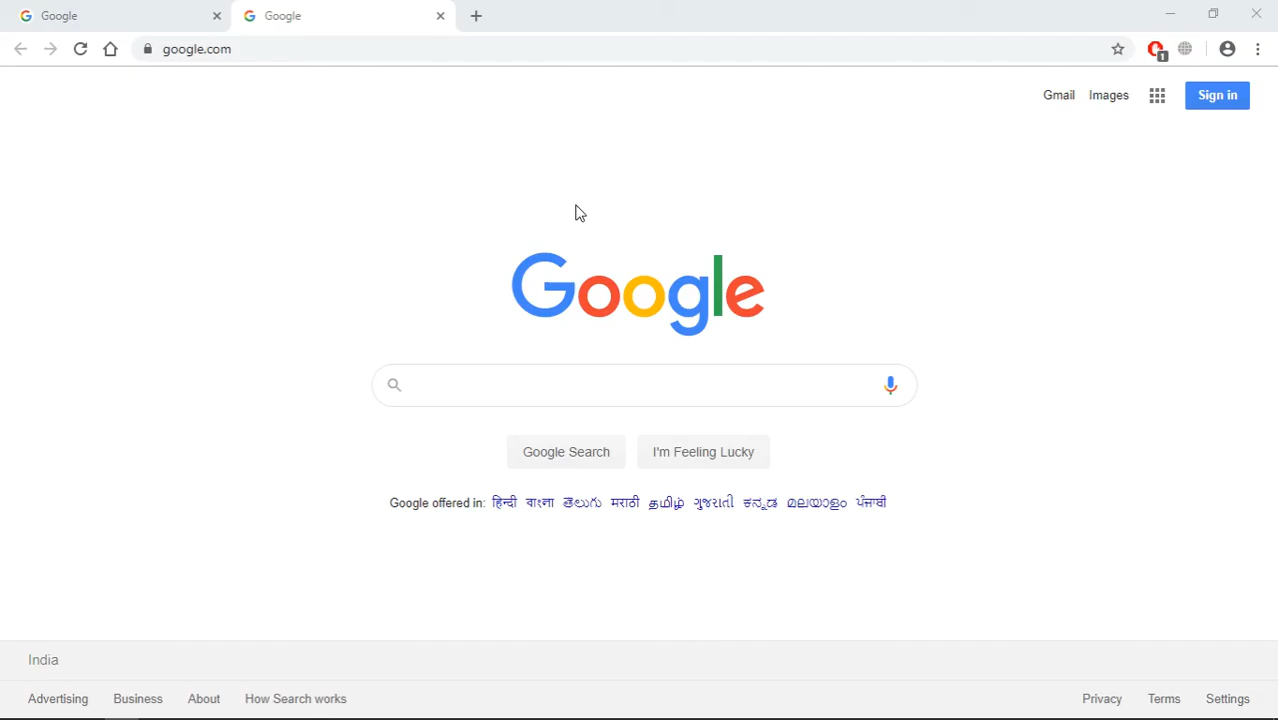 Google Google
google.com
1
Gmail Images Sign in
Google
Google Search I'm Feeling Lucky
Google offered in: हिन्दी বাংলা తెలుగు मराठी தமிழ் ગુજરાતી ಕನ್ನಡ മലയാളം ਪੰਜਾਬੀ
India
Advertising Business About How Search works Privacy Terms Settings